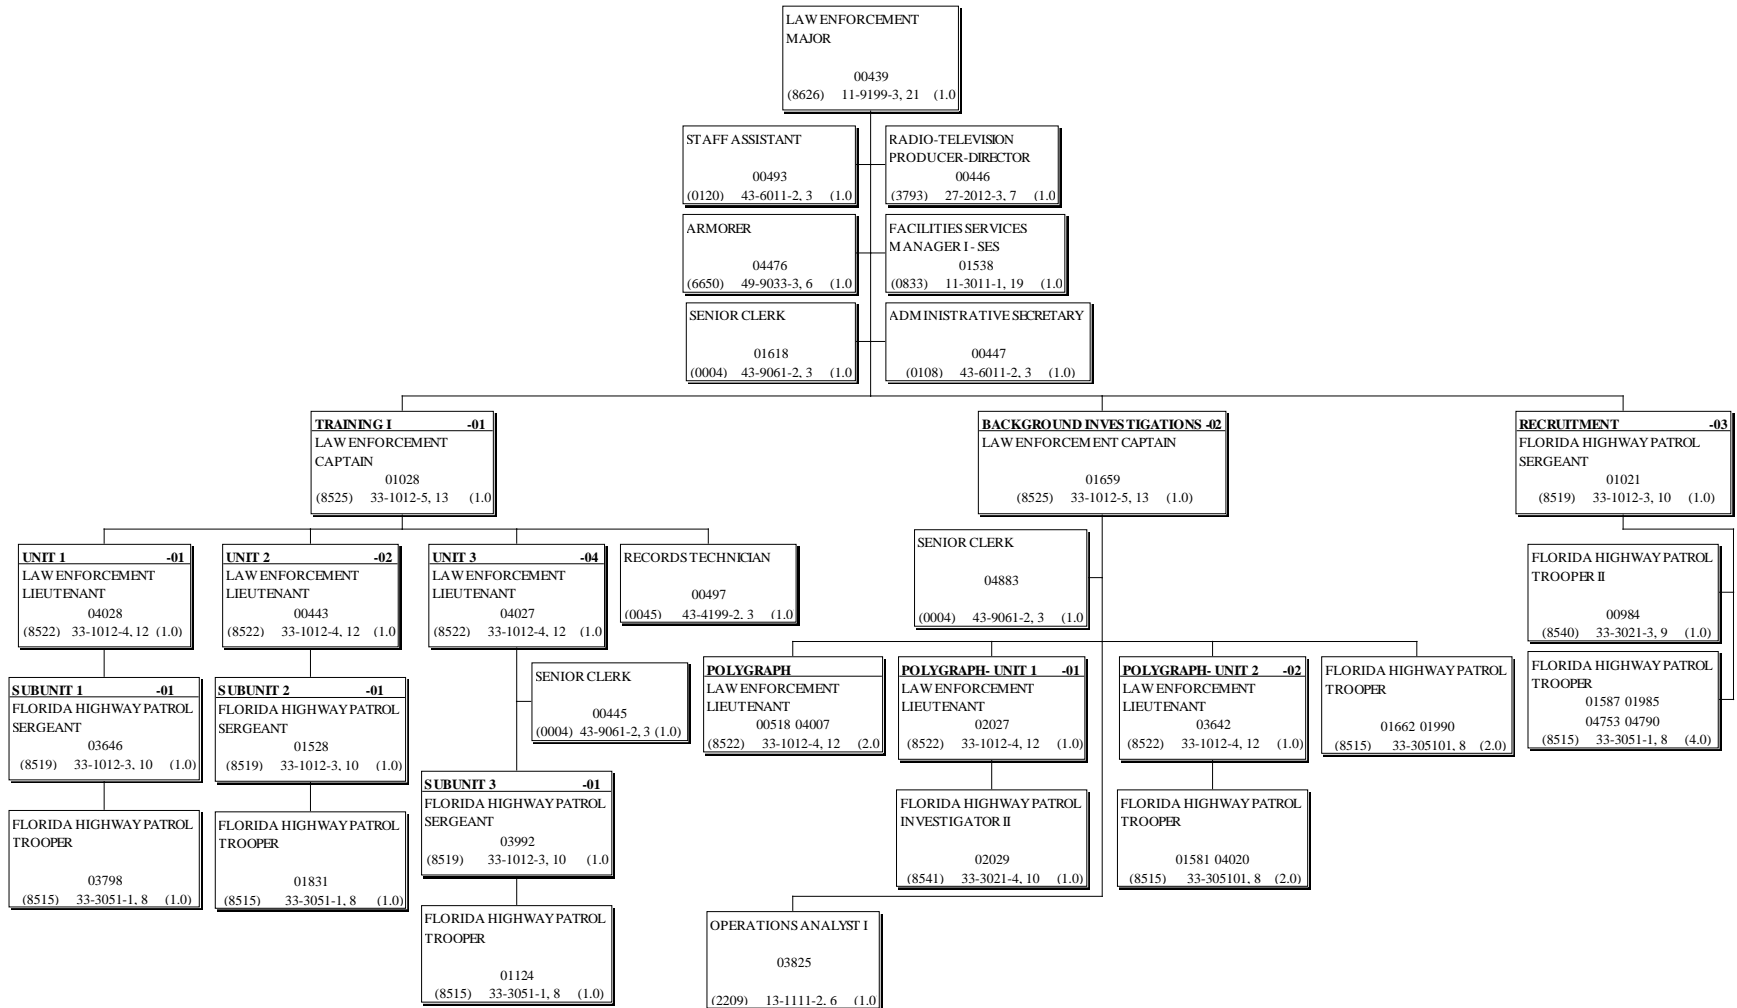 LAW ENFORCEMENT
MAJOR
00439
(8626) 11-9199-3, 21 (1.0
STAFF ASSISTANT
00493
(0120) 43-6011-2, 3 (1.0
RADIO-TELEVISION
PRODUCER-DIRECTOR
00446
(3793) 27-2012-3, 7 (1.0
ARMORER
04476
(6650) 49-9033-3, 6 (1.0
FACILITIES SERVICES
MANAGER I - SES
01538
(0833) 11-3011-1, 19 (1.0
SENIOR CLERK
01618
(0004) 43-9061-2, 3 (1.0
ADMINISTRATIVE SECRETARY
00447
(0108) 43-6011-2, 3 (1.0)
TRAINING I -01
LAW ENFORCEMENT
CAPTAIN
01028
(8525) 33-1012-5, 13 (1.0
BACKGROUND INVESTIGATIONS -02
LAW ENFORCEMENT CAPTAIN
01659
(8525) 33-1012-5, 13 (1.0)
RECRUITMENT -03
FLORIDA HIGHWAY PATROL
SERGEANT
01021
(8519) 33-1012-3, 10 (1.0)
UNIT 1 -01
LAW ENFORCEMENT
LIEUTENANT
04028
(8522) 33-1012-4, 12 (1.0)
UNIT 2 -02
LAW ENFORCEMENT
LIEUTENANT
00443
(8522) 33-1012-4, 12 (1.0
UNIT 3 -04
LAW ENFORCEMENT
LIEUTENANT
04027
(8522) 33-1012-4, 12 (1.0
RECORDS TECHNICIAN
00497
(0045) 43-4199-2, 3 (1.0
SENIOR CLERK
04883
(0004) 43-9061-2, 3 (1.0
FLORIDA HIGHWAY PATROL
TROOPER II
00984
(8540) 33-3021-3, 9 (1.0)
SUBUNIT 1 -01
FLORIDA HIGHWAY PATROL
SERGEANT
03646
(8519) 33-1012-3, 10 (1.0)
SUBUNIT 2 -01
FLORIDA HIGHWAY PATROL
SERGEANT
01528
(8519) 33-1012-3, 10 (1.0)
SENIOR CLERK
00445
(0004) 43-9061-2, 3 (1.0)
POLYGRAPH
LAW ENFORCEMENT
LIEUTENANT
00518 04007
(8522) 33-1012-4, 12 (2.0
POLYGRAPH- UNIT 1 -01
LAW ENFORCEMENT
LIEUTENANT
02027
(8522) 33-1012-4, 12 (1.0)
POLYGRAPH- UNIT 2 -02
LAW ENFORCEMENT
LIEUTENANT
03642
(8522) 33-1012-4, 12 (1.0)
FLORIDA HIGHWAY PATROL
TROOPER
01662 01990
(8515) 33-305101, 8 (2.0)
FLORIDA HIGHWAY PATROL
TROOPER
01587 01985
04753 04790
(8515) 33-3051-1, 8 (4.0)
FLORIDA HIGHWAY PATROL
TROOPER
03798
(8515) 33-3051-1, 8 (1.0)
FLORIDA HIGHWAY PATROL
TROOPER
01831
(8515) 33-3051-1, 8 (1.0)
SUBUNIT 3 -01
FLORIDA HIGHWAY PATROL
SERGEANT
03992
(8519) 33-1012-3, 10 (1.0
FLORIDA HIGHWAY PATROL
INVESTIGATOR II
02029
(8541) 33-3021-4, 10 (1.0)
FLORIDA HIGHWAY PATROL
TROOPER
01581 04020
(8515) 33-305101, 8 (2.0)
FLORIDA HIGHWAY PATROL
TROOPER
01124
(8515) 33-3051-1, 8 (1.0)
OPERATIONS ANALYST I
03825
(2209) 13-1111-2, 6 (1.0